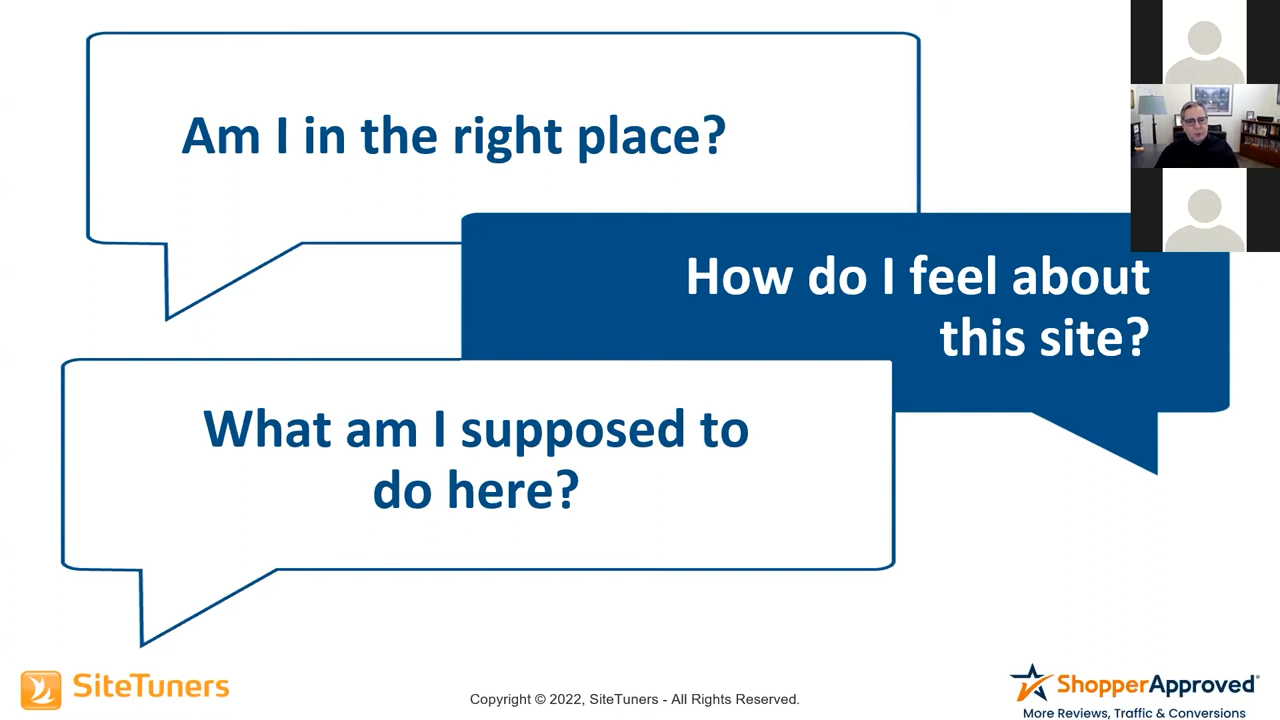 Am I in the right place?
How do I feel about
this site?
What am I supposed to
do here?
SiteTuners
Copyright © 2022, SiteTuners - All Rights Reserved.
ShopperApproved®
More Reviews, Traffic & Conversions